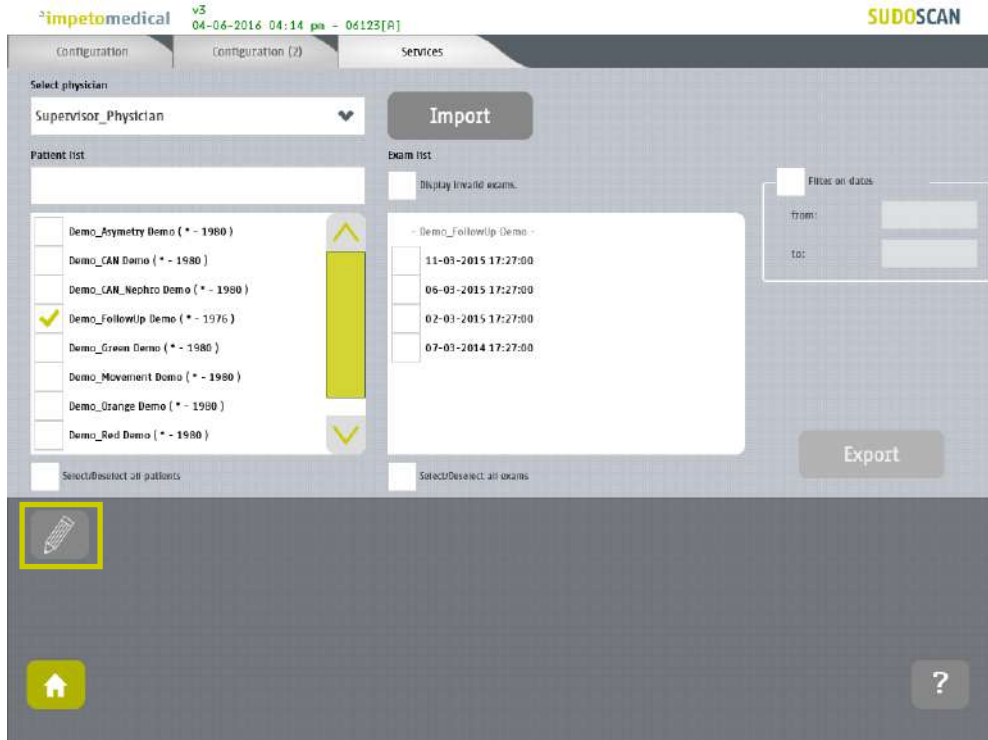 impetomedical
v3
04-06-2016 04:14 pm - 06123[A]
SUDOSCAN
Configuration
Configuration (2)
Services
Select physician
Supervisor_Physician
Import
Patient list
Exam list
Display invalid exams.
Filter on dates
from:
to:
Demo_Asymetry Demo ( * - 1980 )
Demo_CAN Demo ( * - 1980 )
Demo_CAN_Nephro Demo ( * - 1980 )
Demo_FollowUp Demo ( * - 1976 )
Demo_Green Demo ( * - 1980 )
Demo_Movement Demo ( * - 1980 )
Demo_Orange Demo ( * - 1980 )
Demo_Red Demo ( * - 1980 )
- Demo_FollowUp Demo -
11-03-2015 17:27:00
06-03-2015 17:27:00
02-03-2015 17:27:00
07-03-2014 17:27:00
Select/Deselect all patients
Select/Deselect all exams
Export
?